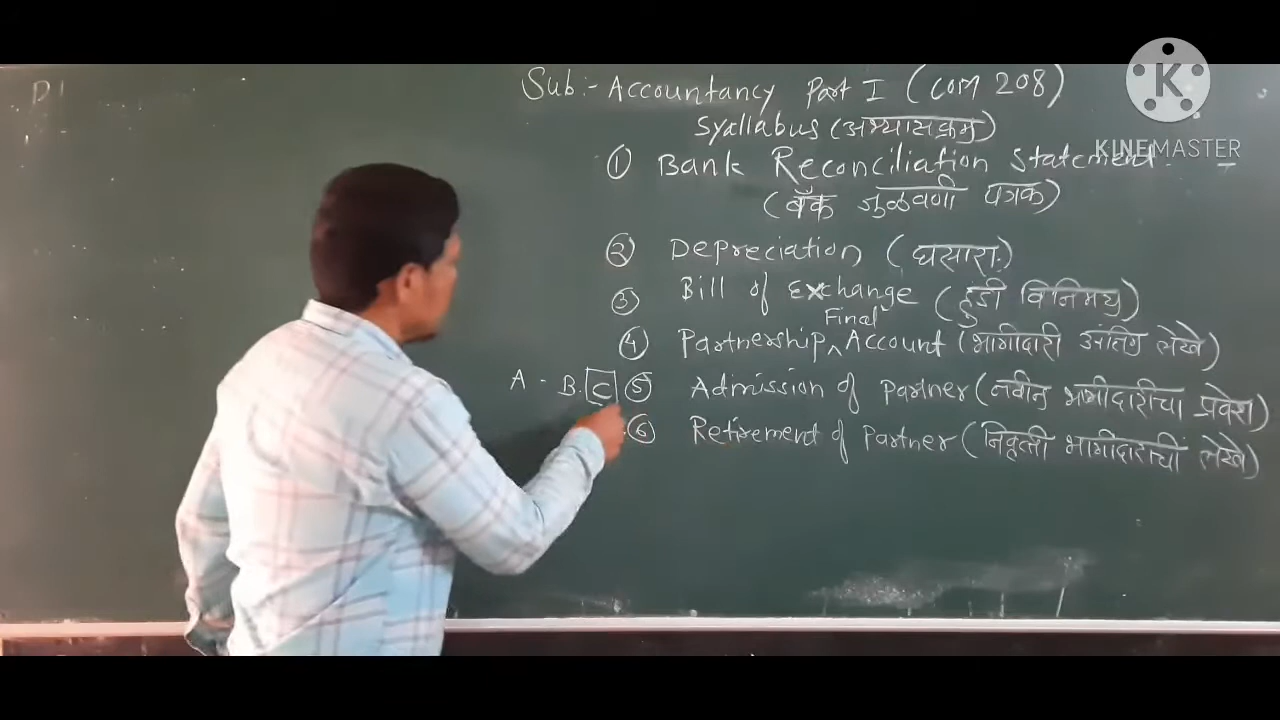 D1
Sub:- Accountancy Part I (COM 208)
Syallabus (अभ्यासक्रम)
K
KINEMASTER
① Bank Reconciliation Statement.
(बँक जुळवणी पत्रक)
② Depreciation (घसारा)
③ Bill of Exchange (हुंडी विनिमय)
Final
④ Partnership ^ Account (भागीदारी अंतिम लेखे)
A - B. C ⑤ Admission of Partner (नवीन भागीदारीचा प्रवेश)
⑥ Retirement of Partner (निवृत्ती भागीदारीचीं लेखे)